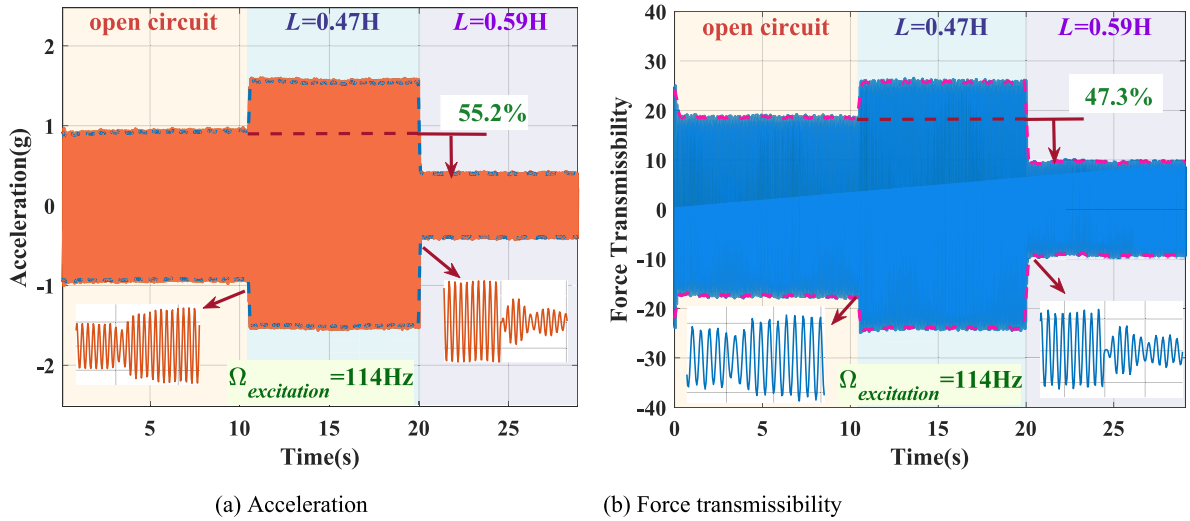 open circuit
L=0.47H
L=0.59H
2
1
0
-1
-2
Acceleration(g)
55.2%
Ωexcitation=114Hz
5
10
15
20
25
Time(s)
(a) Acceleration
open circuit
L=0.47H
L=0.59H
40
30
20
10
0
-10
-20
-30
-40
Force Transmissbility
47.3%
Ωexcitation=114Hz
0
5
10
15
20
25
Time(s)
(b) Force transmissibility